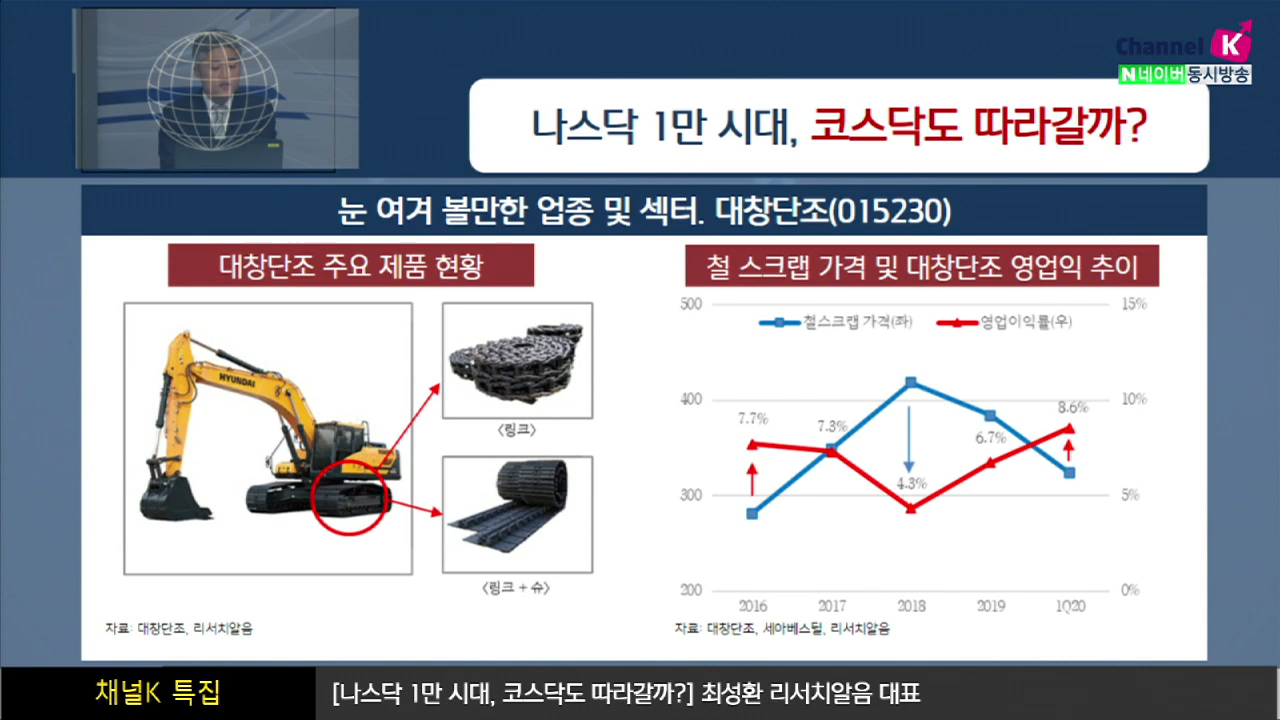 Channel K
N네이버 동시방송
나스닥 1만 시대, 코스닥도 따라갈까?
눈 여겨 볼만한 업종 및 섹터. 대창단조(015230)
대창단조 주요 제품 현황
HYUNDAI
<링크>
<링크 + 슈>
자료: 대창단조, 리서치알음
철 스크랩 가격 및 대창단조 영업익 추이
철스크랩 가격(좌) 영업이익률(우)
500 15%
400 10%
300 5%
200 0%
7.7% 7.3% 4.3% 6.7% 8.6%
2016 2017 2018 2019 1Q20
자료: 대창단조, 세아베스틸, 리서치알음
채널K 특집
[나스닥 1만 시대, 코스닥도 따라갈까?] 최성환 리서치알음 대표